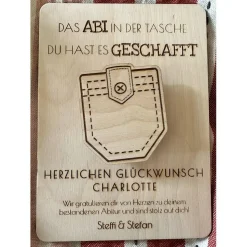 DAS ABI IN DER TASCHE
DU HAST ES GESCHAFFT
HERZLICHEN GLÜCKWUNSCH
CHARLOTTE
Wir gratulieren dir von Herzen zu deinem
bestandenen Abitur und sind stolz auf dich!
Steffi & Stefan